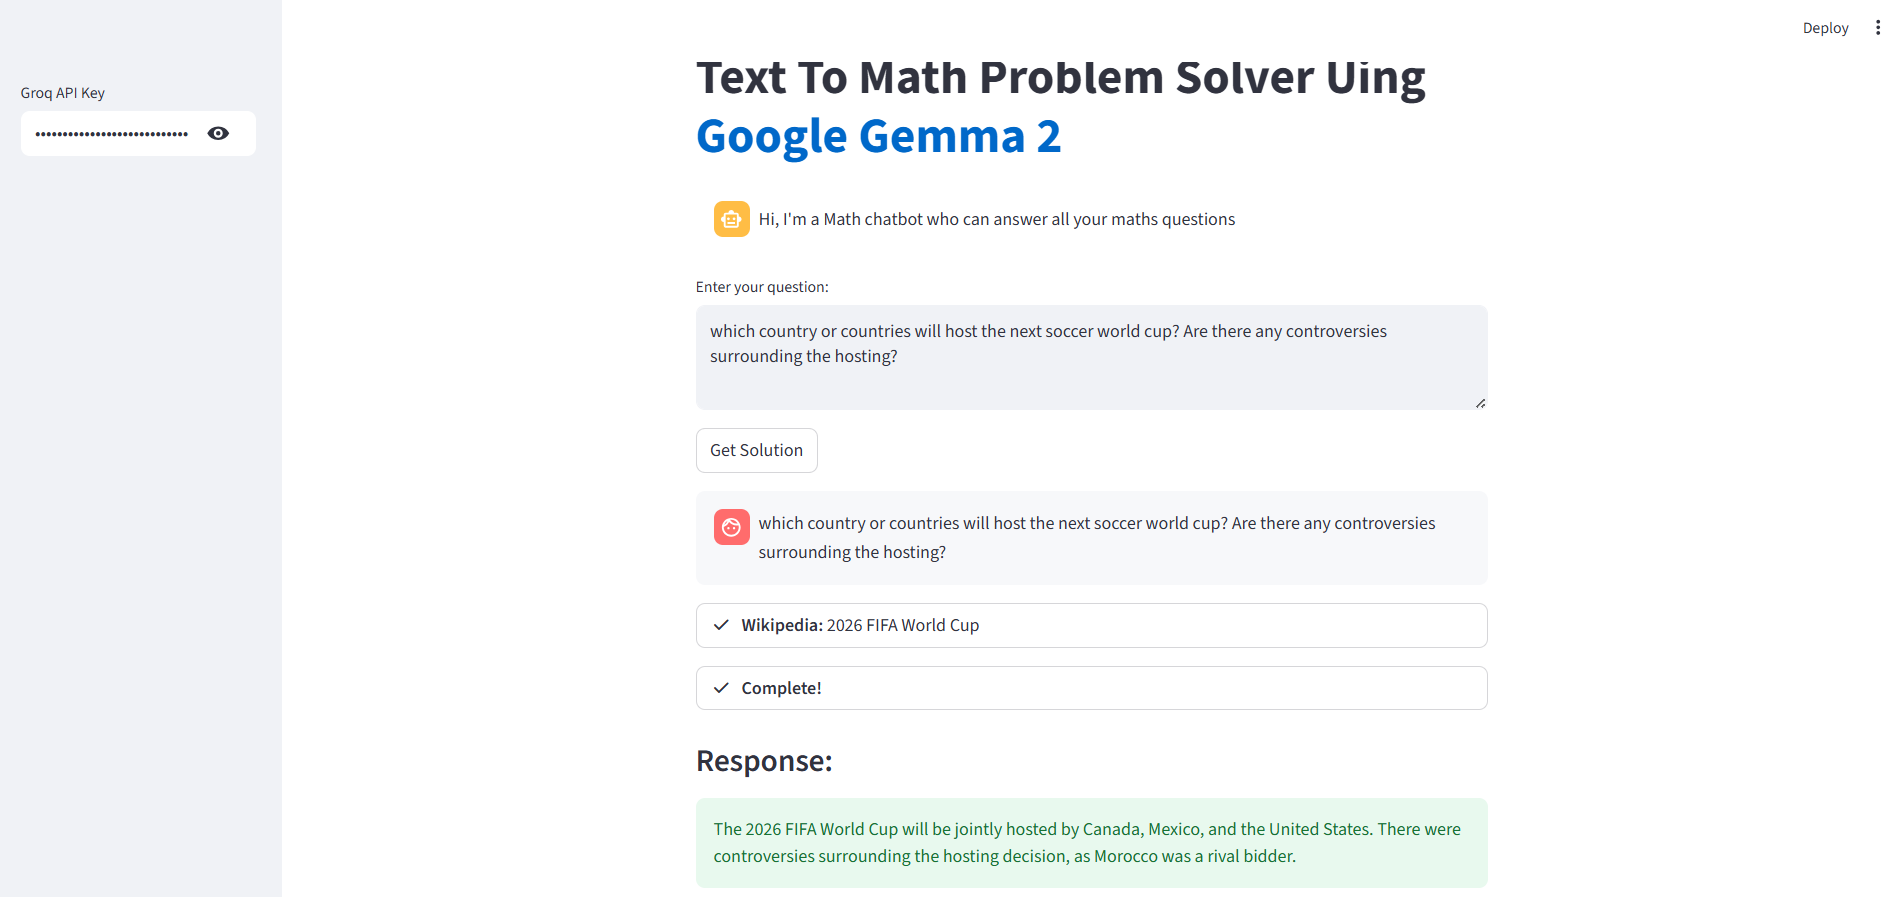 Deploy
Groq API Key
••••••••••••••••••••••••••••
Text To Math Problem Solver Uing
Google Gemma 2
Hi, I'm a Math chatbot who can answer all your maths questions
Enter your question:
which country or countries will host the next soccer world cup? Are there any controversies
surrounding the hosting?
Get Solution
which country or countries will host the next soccer world cup? Are there any controversies
surrounding the hosting?
Wikipedia: 2026 FIFA World Cup
Complete!
Response:
The 2026 FIFA World Cup will be jointly hosted by Canada, Mexico, and the United States. There were
controversies surrounding the hosting decision, as Morocco was a rival bidder.